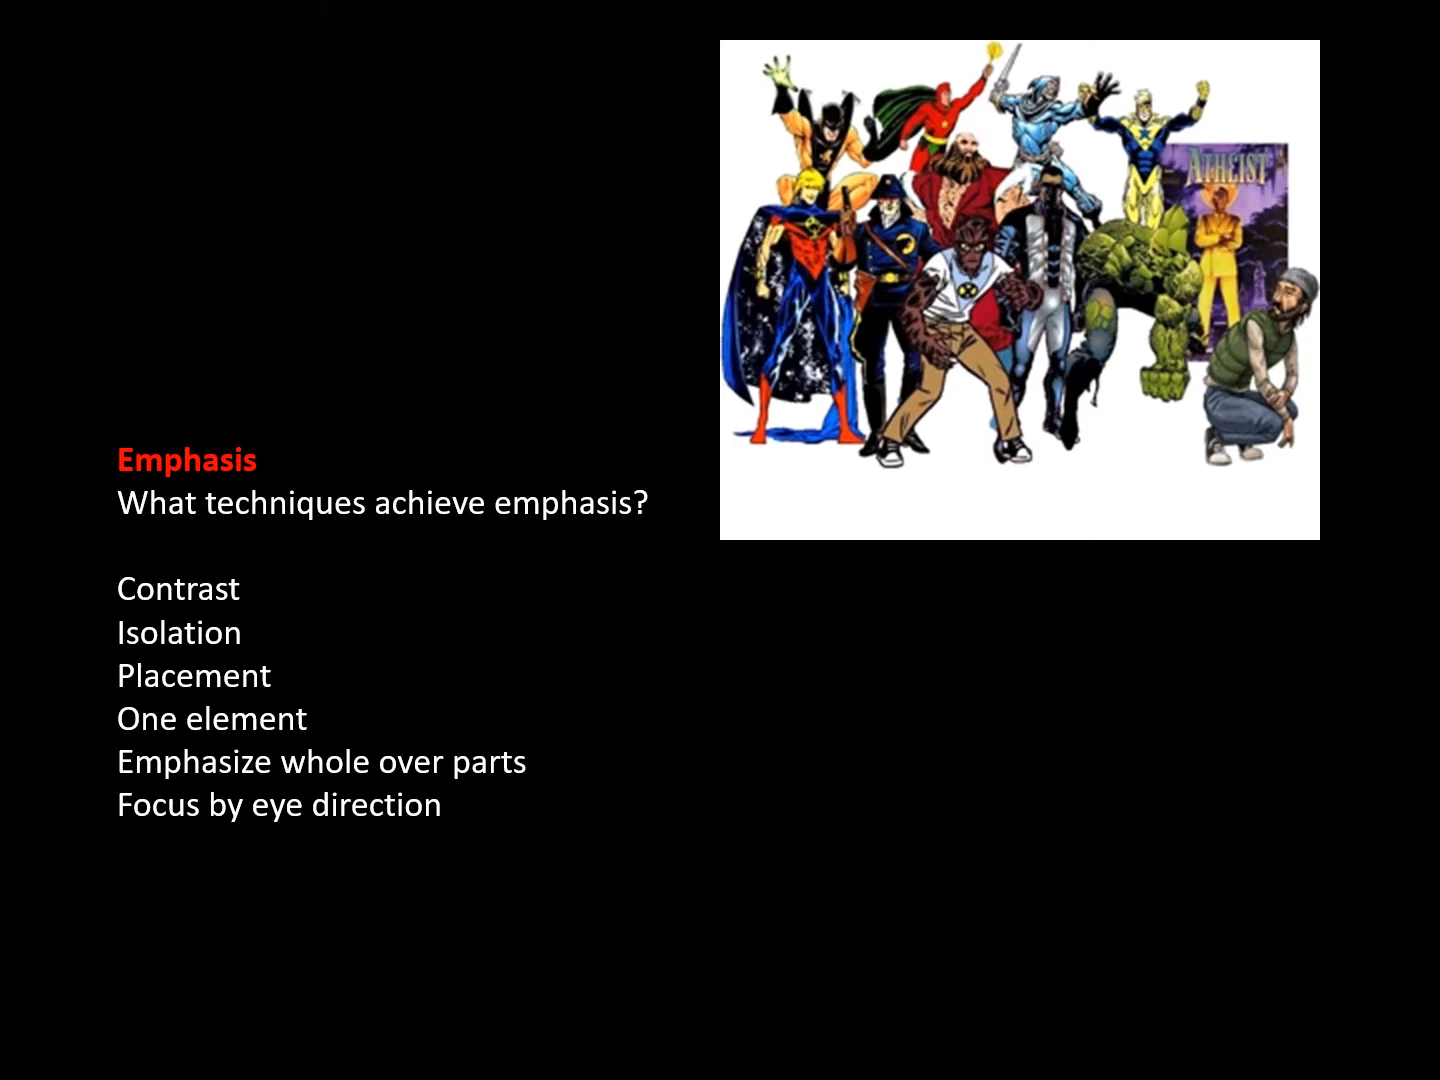 ATHEIST
Emphasis
What techniques achieve emphasis?
Contrast
Isolation
Placement
One element
Emphasize whole over parts
Focus by eye direction